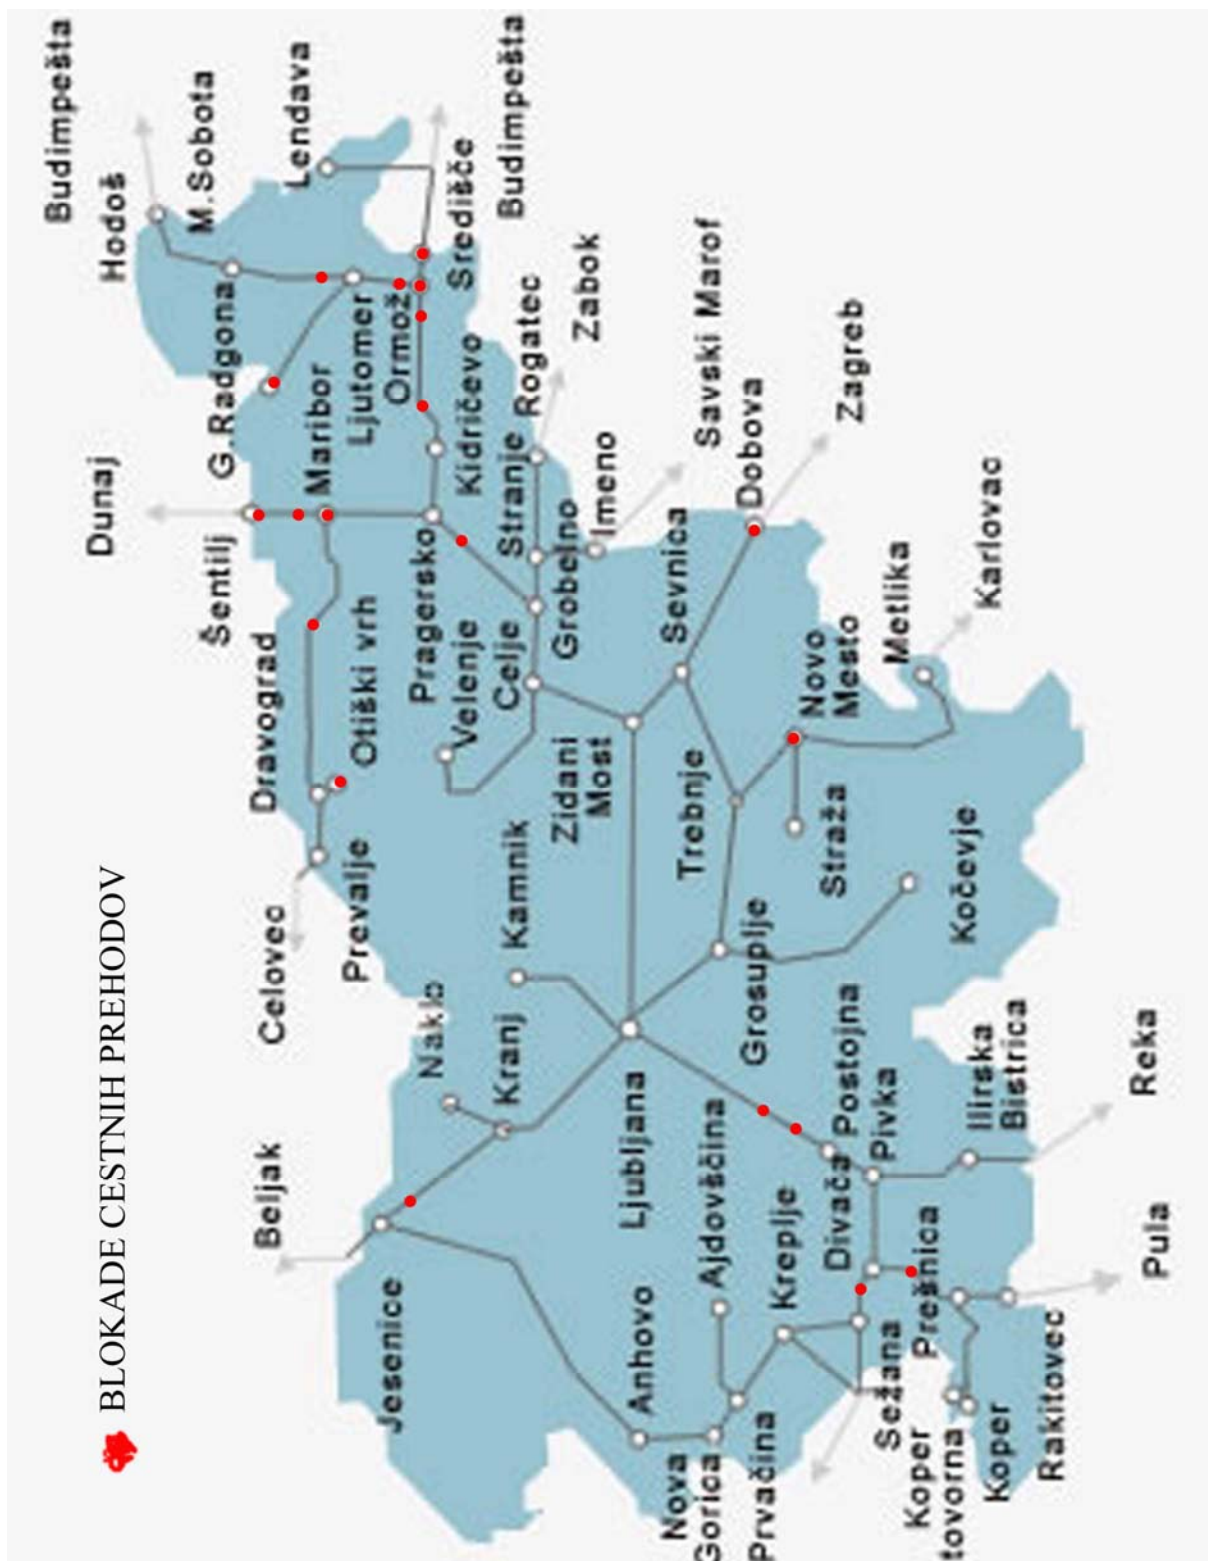 BLOKADE CESTNIH PREHODOV
Budimpešta
Hodoš
M.Sobota
Lendava
Dunaj
Šentilj
G.Radgona
Maribor
Ljutomer
Ormož
Središče
Budimpešta
Celovec
Dravograd
Prevalje
Otiški vrh
Pragersko
Kidričevo
Velenje
Celje
Stranje
Grobelno
Rogatec
Zabok
Imeno
Beljak
Jesenice
Naklo
Kranj
Kamnik
Ljubljana
Zidani
Most
Sevnica
Savski Marof
Dobova
Zagreb
Trebnje
Novo
Mesto
Straža
Metlika
Karlovac
Grosuplje
Kočevje
Anhovo
Nova
Gorica
Ajdovščina
Prvačina
Kreplje
Divača
Postojna
Pivka
Sežana
Prešnica
Ilirska
Bistrica
Reka
Koper
tovorna
Koper
Rakitovec
Pula